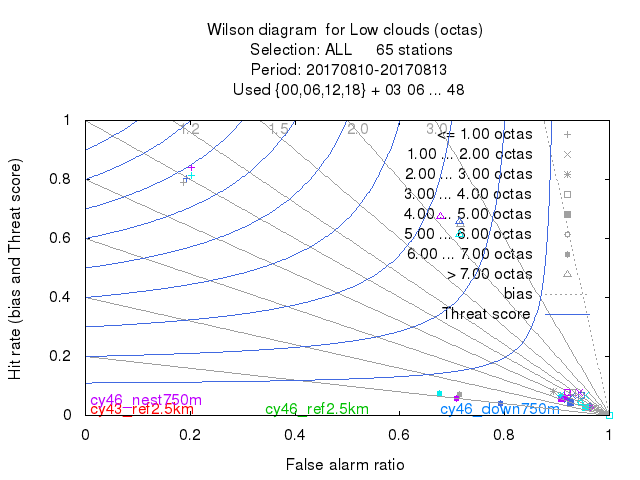 Wilson diagram  for Low clouds (octas)
Selection: ALL     65 stations
Period: 20170810-20170813
Used {00,06,12,18} + 03 06 ... 48
Hit rate (bias and Threat score)
1
0.8
0.6
0.4
0.2
0
1.2 1.5 2.0 3.0
<= 1.00 octas
1.00 ... 2.00 octas
2.00 ... 3.00 octas
3.00 ... 4.00 octas
4.00 ... 5.00 octas
5.00 ... 6.00 octas
6.00 ... 7.00 octas
> 7.00 octas
bias
Threat score
cy46_nest750m
cy43_ref2.5km cy46_ref2.5km cy46_down750m
0 0.2 0.4 0.6 0.8 1
False alarm ratio